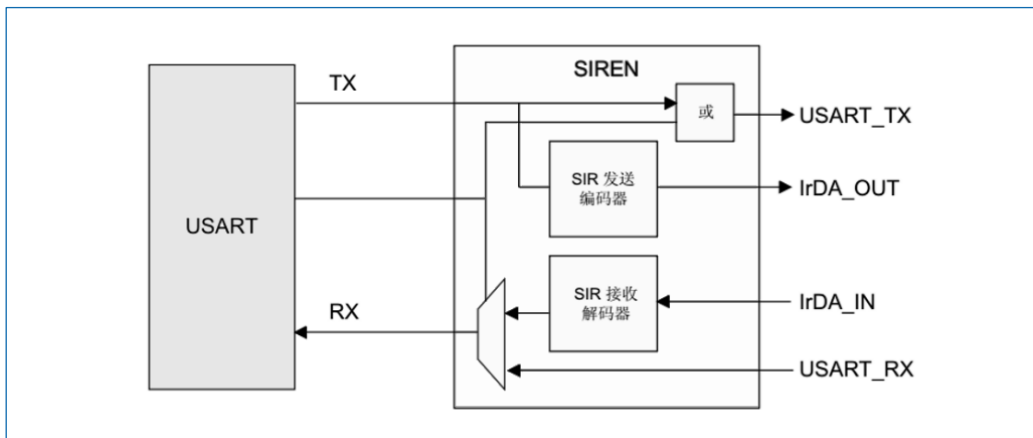 SIREN
TX
或
USART_TX
SIR 发送
编码器
IrDA_OUT
USART
SIR 接收
解码器
IrDA_IN
RX
USART_RX